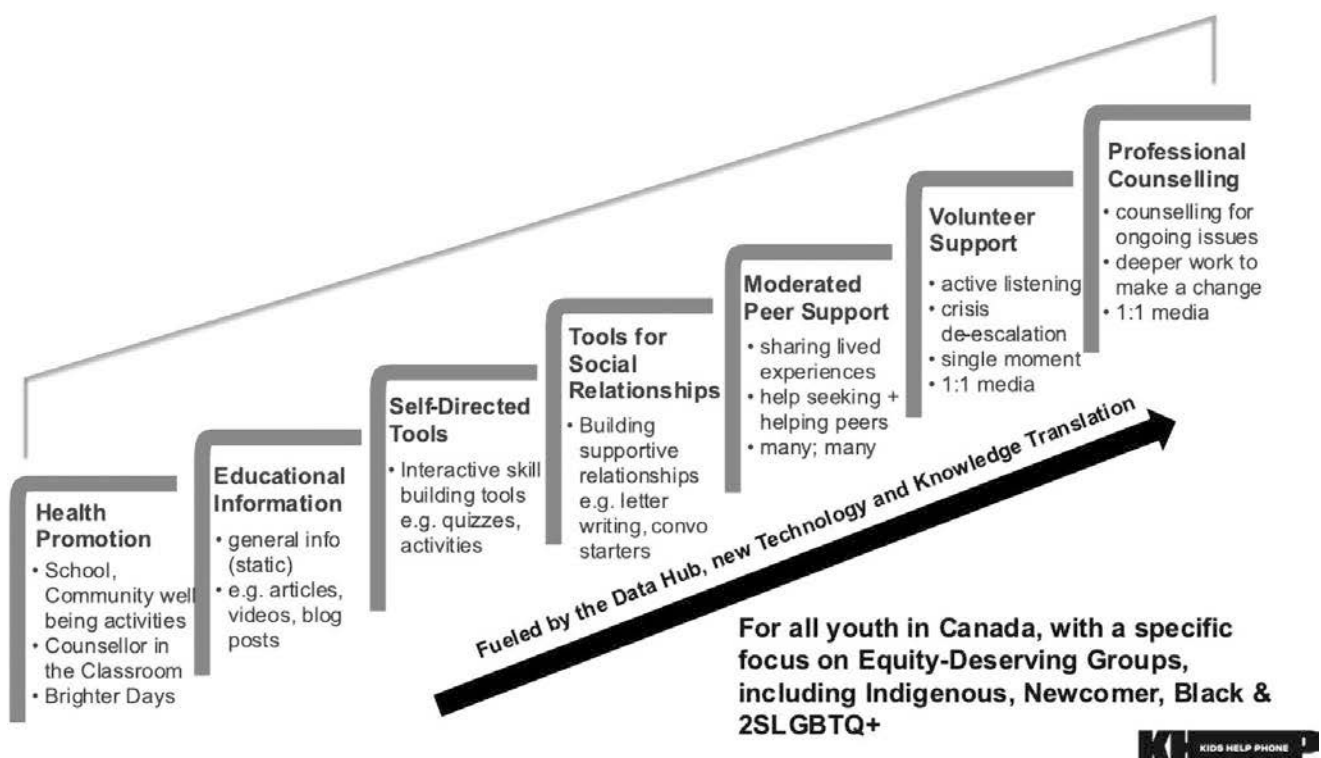 Health
Promotion
• School,
Community well
being activities
• Counsellor in
the Classroom
• Brighter Days
Educational
Information
• general info
(static)
• e.g. articles,
videos, blog
posts
Self-Directed
Tools
• Interactive skill
building tools
e.g. quizzes,
activities
Tools for
Social
Relationships
• Building
supportive
relationships
e.g. letter
writing, convo
starters
Moderated
Peer Support
• sharing lived
experiences
• help seeking +
helping peers
• many; many
Volunteer
Support
• active listening
• crisis
de-escalation
• single moment
• 1:1 media
Professional
Counselling
• counselling for
ongoing issues
• deeper work to
make a change
• 1:1 media
Fueled by the Data Hub, new Technology and Knowledge Translation
For all youth in Canada, with a specific
focus on Equity-Deserving Groups,
including Indigenous, Newcomer, Black &
2SLGBTQ+
KIDS HELP PHONE